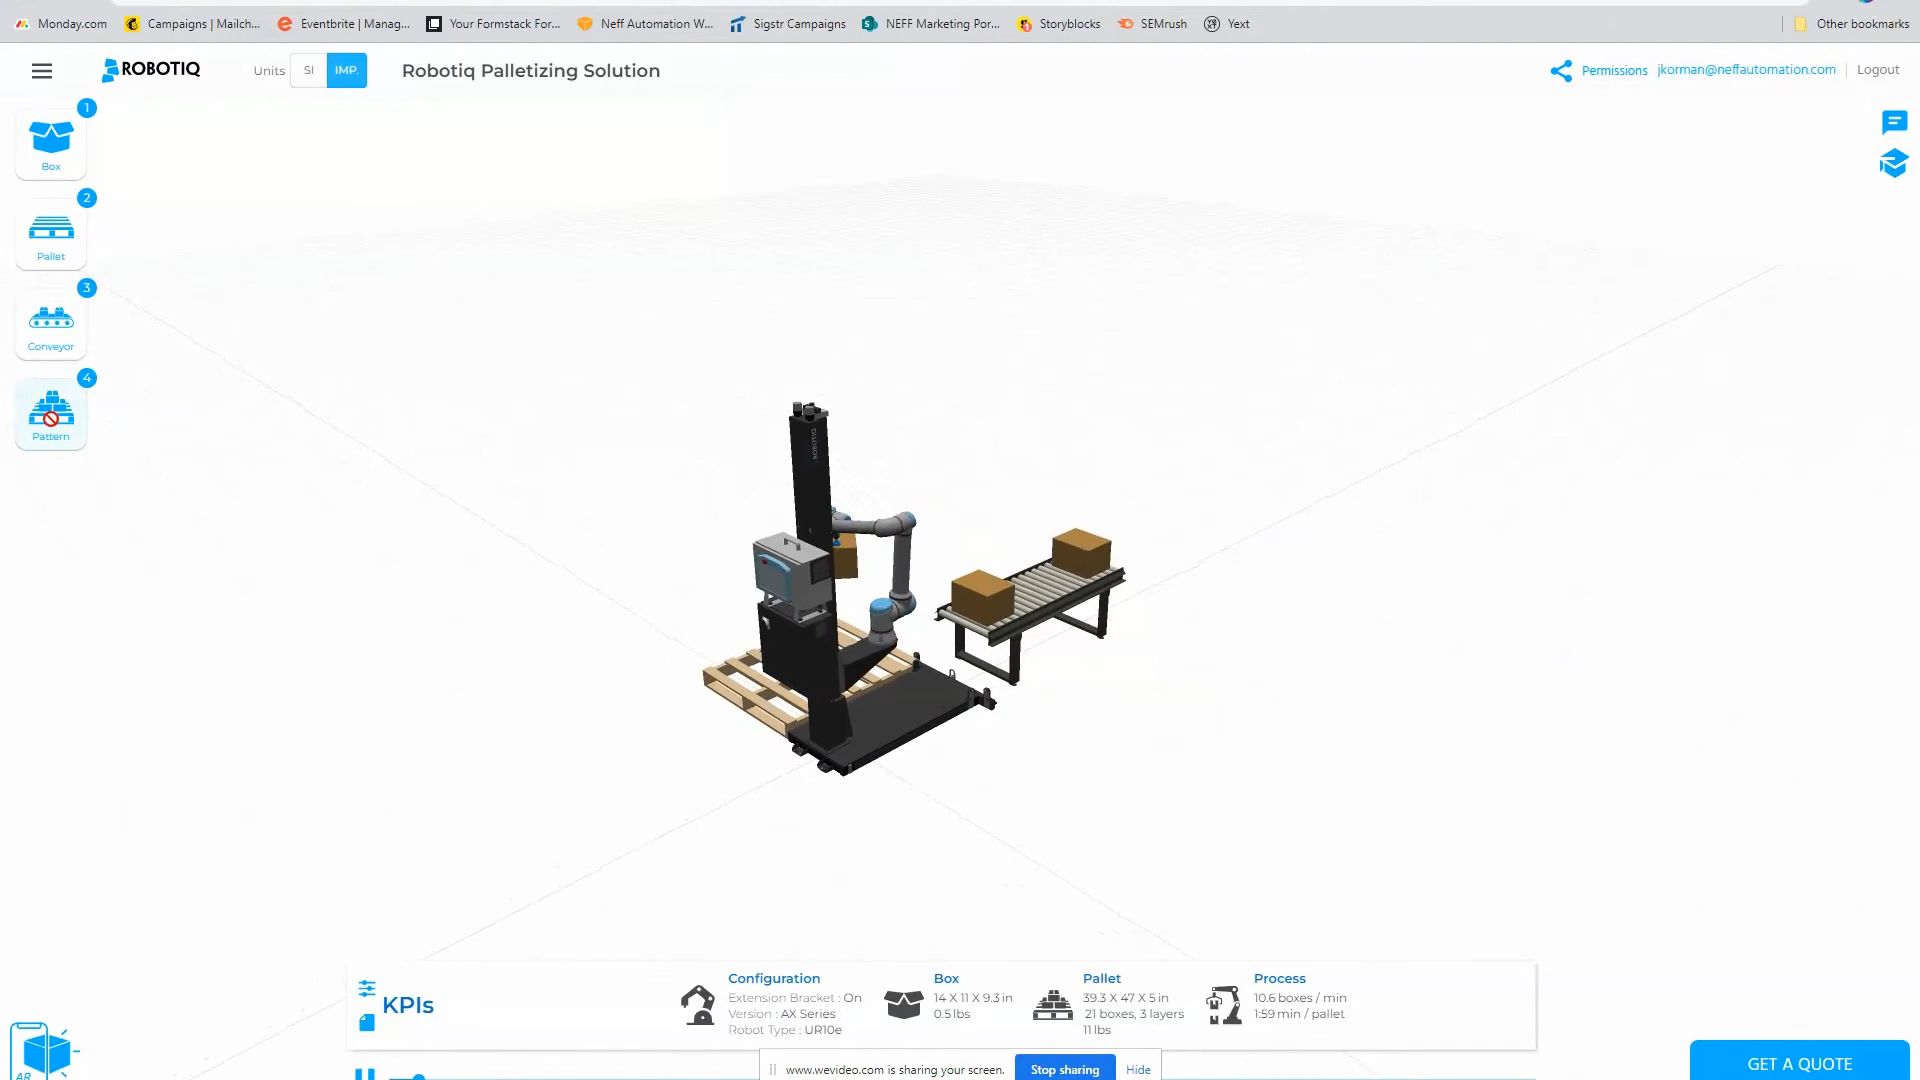 Monday.com
Campaigns | Mailch...
Eventbrite | Manag...
Your Formstack For...
Neff Automation W...
Sigstr Campaigns
NEFF Marketing Por...
Storyblocks
SEMrush
Yext
Other bookmarks
ROBOTIQ
Units
SI
IMP.
Robotiq Palletizing Solution
Permissions
jkorman@neffautomation.com
Logout
1
Box
2
Pallet
3
Conveyor
4
Pattern
ROBOTIQ
KPIs
Configuration
Extension Bracket : On
Version : AX Series
Robot Type : UR10e
Box
14 X 11 X 9.3 in
0.5 lbs
Pallet
39.3 X 47 X 5 in
21 boxes, 3 layers
11 lbs
Process
10.6 boxes / min
1:59 min / pallet
AR
www.wevideo.com is sharing your screen.
Stop sharing
Hide
GET A QUOTE